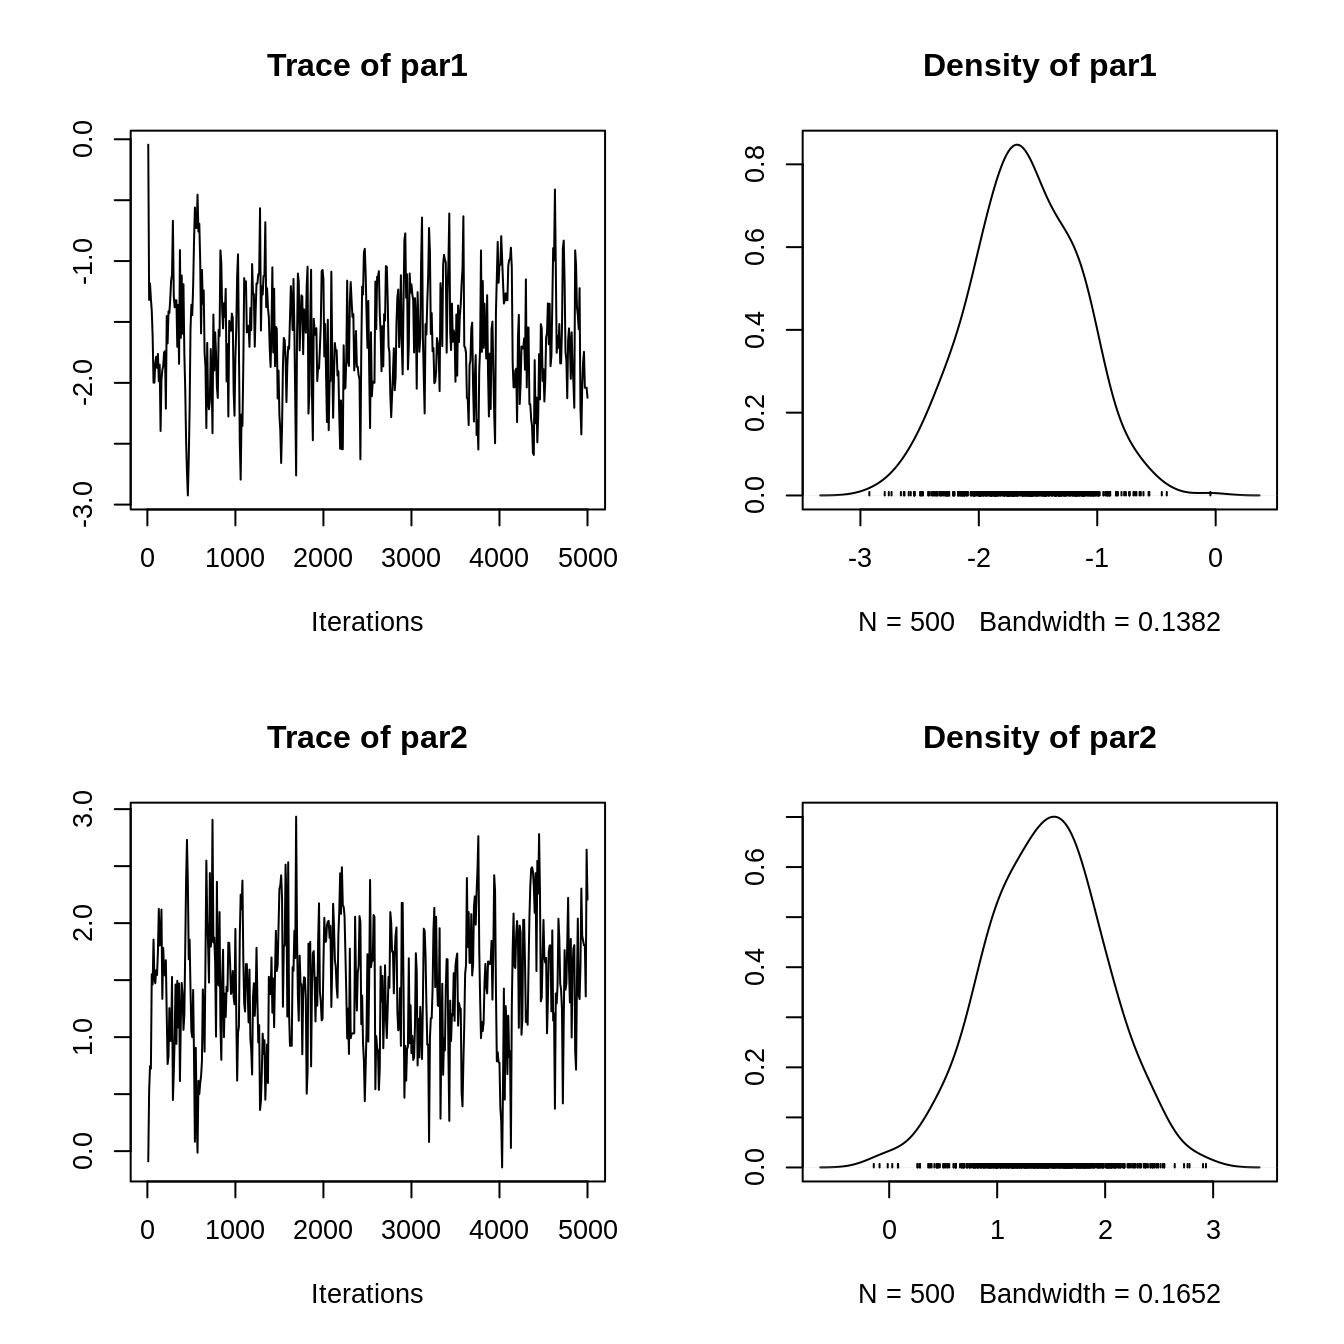 Trace of par1
0.0
-1.0
-2.0
-3.0
0 1000 2000 3000 4000 5000
Iterations
Density of par1
0.8
0.6
0.4
0.2
0.0
-3 -2 -1 0
N = 500 Bandwidth = 0.1382
Trace of par2
3.0
2.0
1.0
0.0
0 1000 2000 3000 4000 5000
Iterations
Density of par2
0.6
0.4
0.2
0.0
0 1 2 3
N = 500 Bandwidth = 0.1652